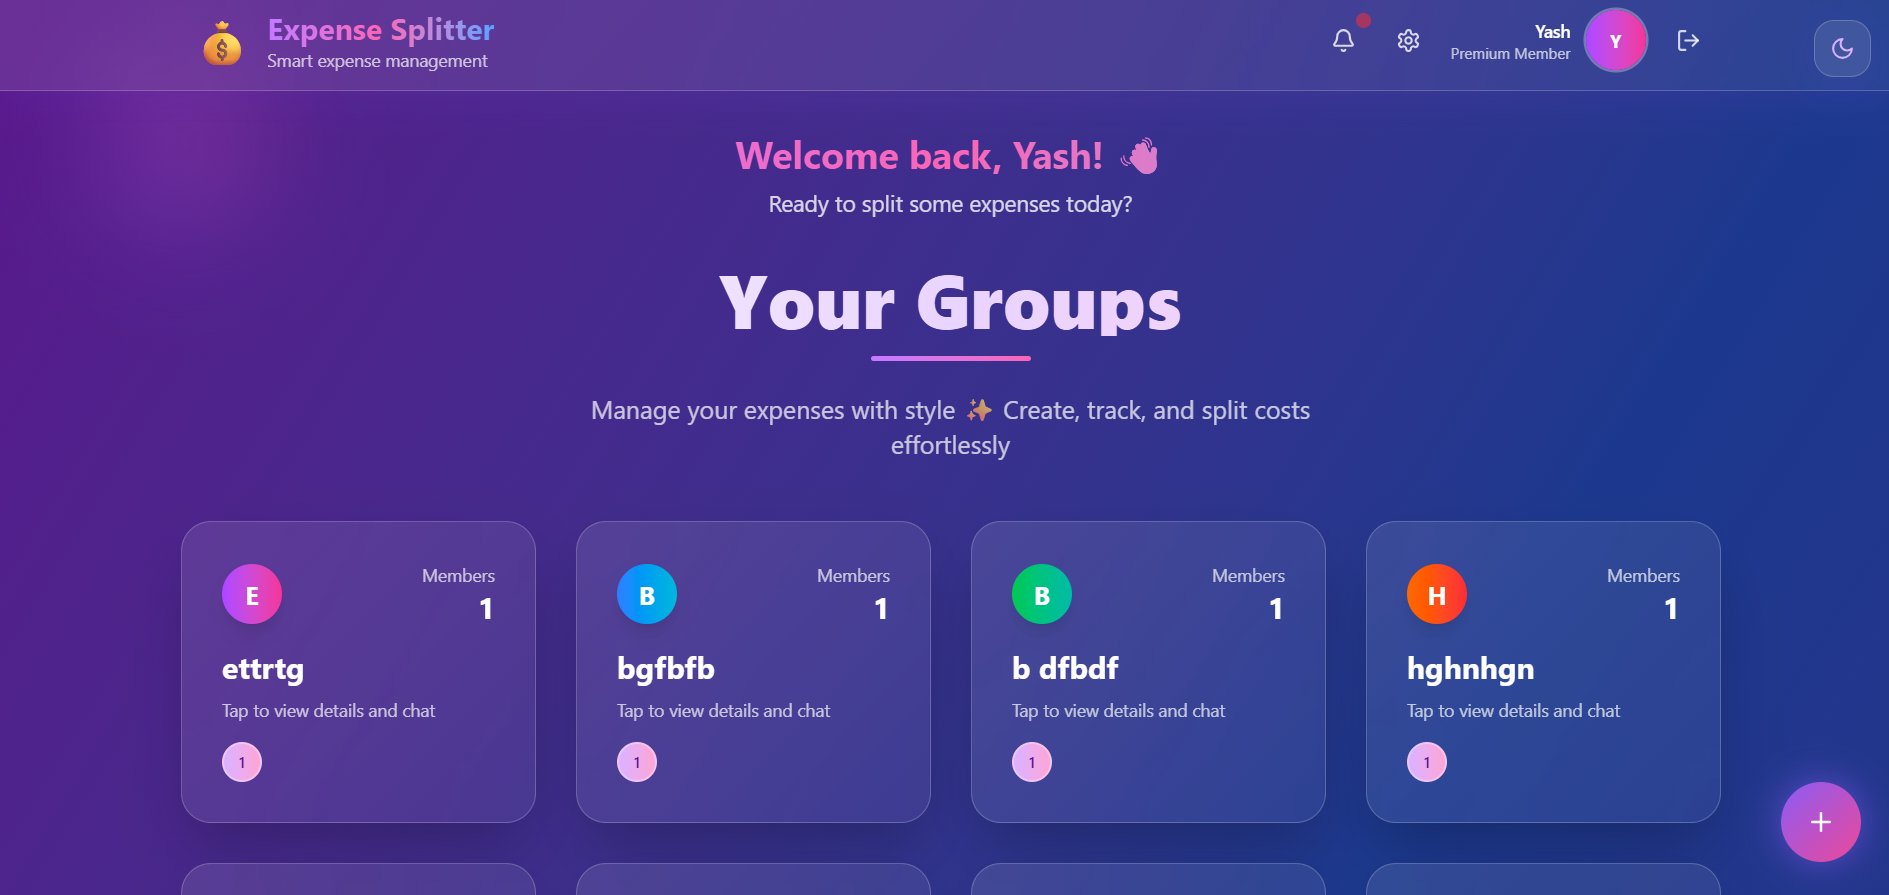 Expense Splitter
Smart expense management
Yash
Premium Member
Y
Welcome back, Yash! 👋
Ready to split some expenses today?
Your Groups
Manage your expenses with style ✨ Create, track, and split costs
effortlessly
E
Members
1
ettrtg
Tap to view details and chat
1
B
Members
1
bgfbfb
Tap to view details and chat
1
B
Members
1
b dfbdf
Tap to view details and chat
1
H
Members
1
hghnhgn
Tap to view details and chat
1